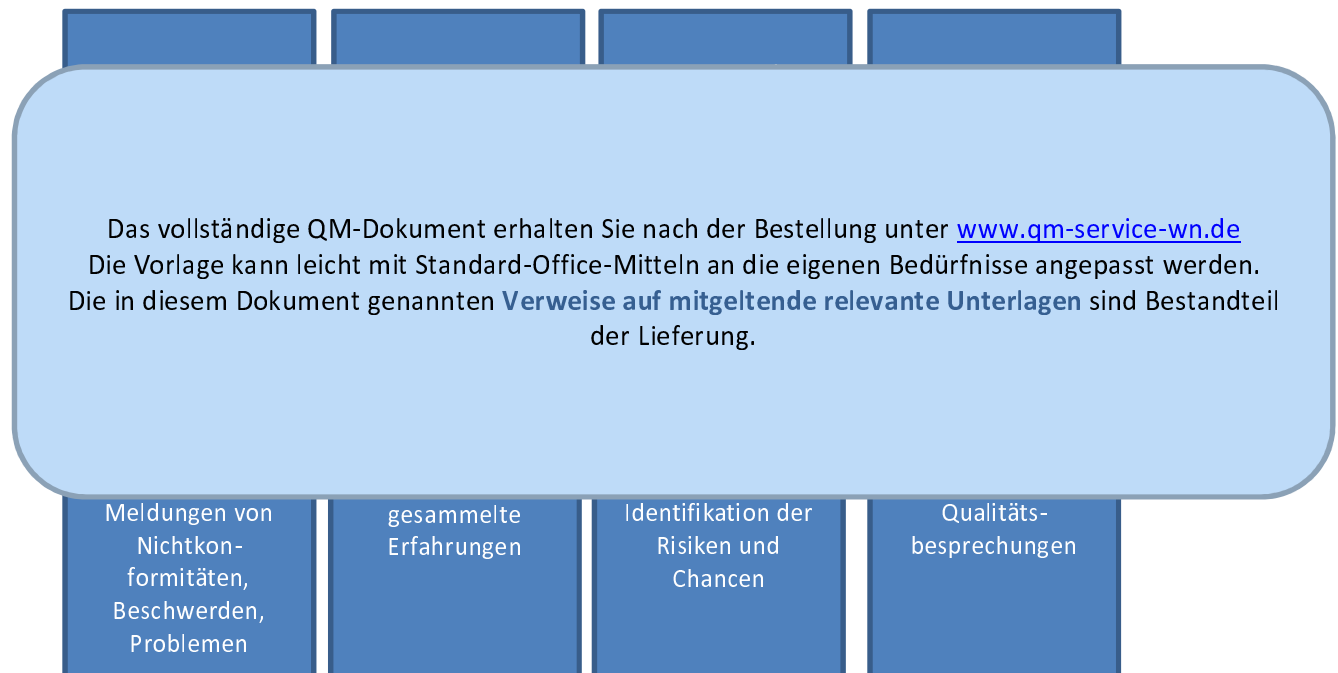 Das vollständige QM-Dokument erhalten Sie nach der Bestellung unter www.qm-service-wn.de
Die Vorlage kann leicht mit Standard-Office-Mitteln an die eigenen Bedürfnisse angepasst werden.
Die in diesem Dokument genannten Verweise auf mitgeltende relevante Unterlagen sind Bestandteil
der Lieferung.
Meldungen von
Nichtkon-
formitäten,
Beschwerden,
Problemen
gesammelte
Erfahrungen
Identifikation der
Risiken und
Chancen
Qualitäts-
besprechungen